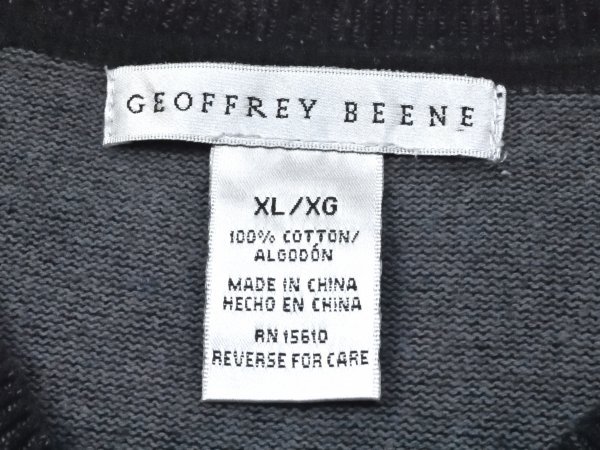 GEOFFREY BEENE
XL/XG
100% COTTON/
ALGODÓN
MADE IN CHINA
HECHO EN CHINA
RN 15610
REVERSE FOR CARE